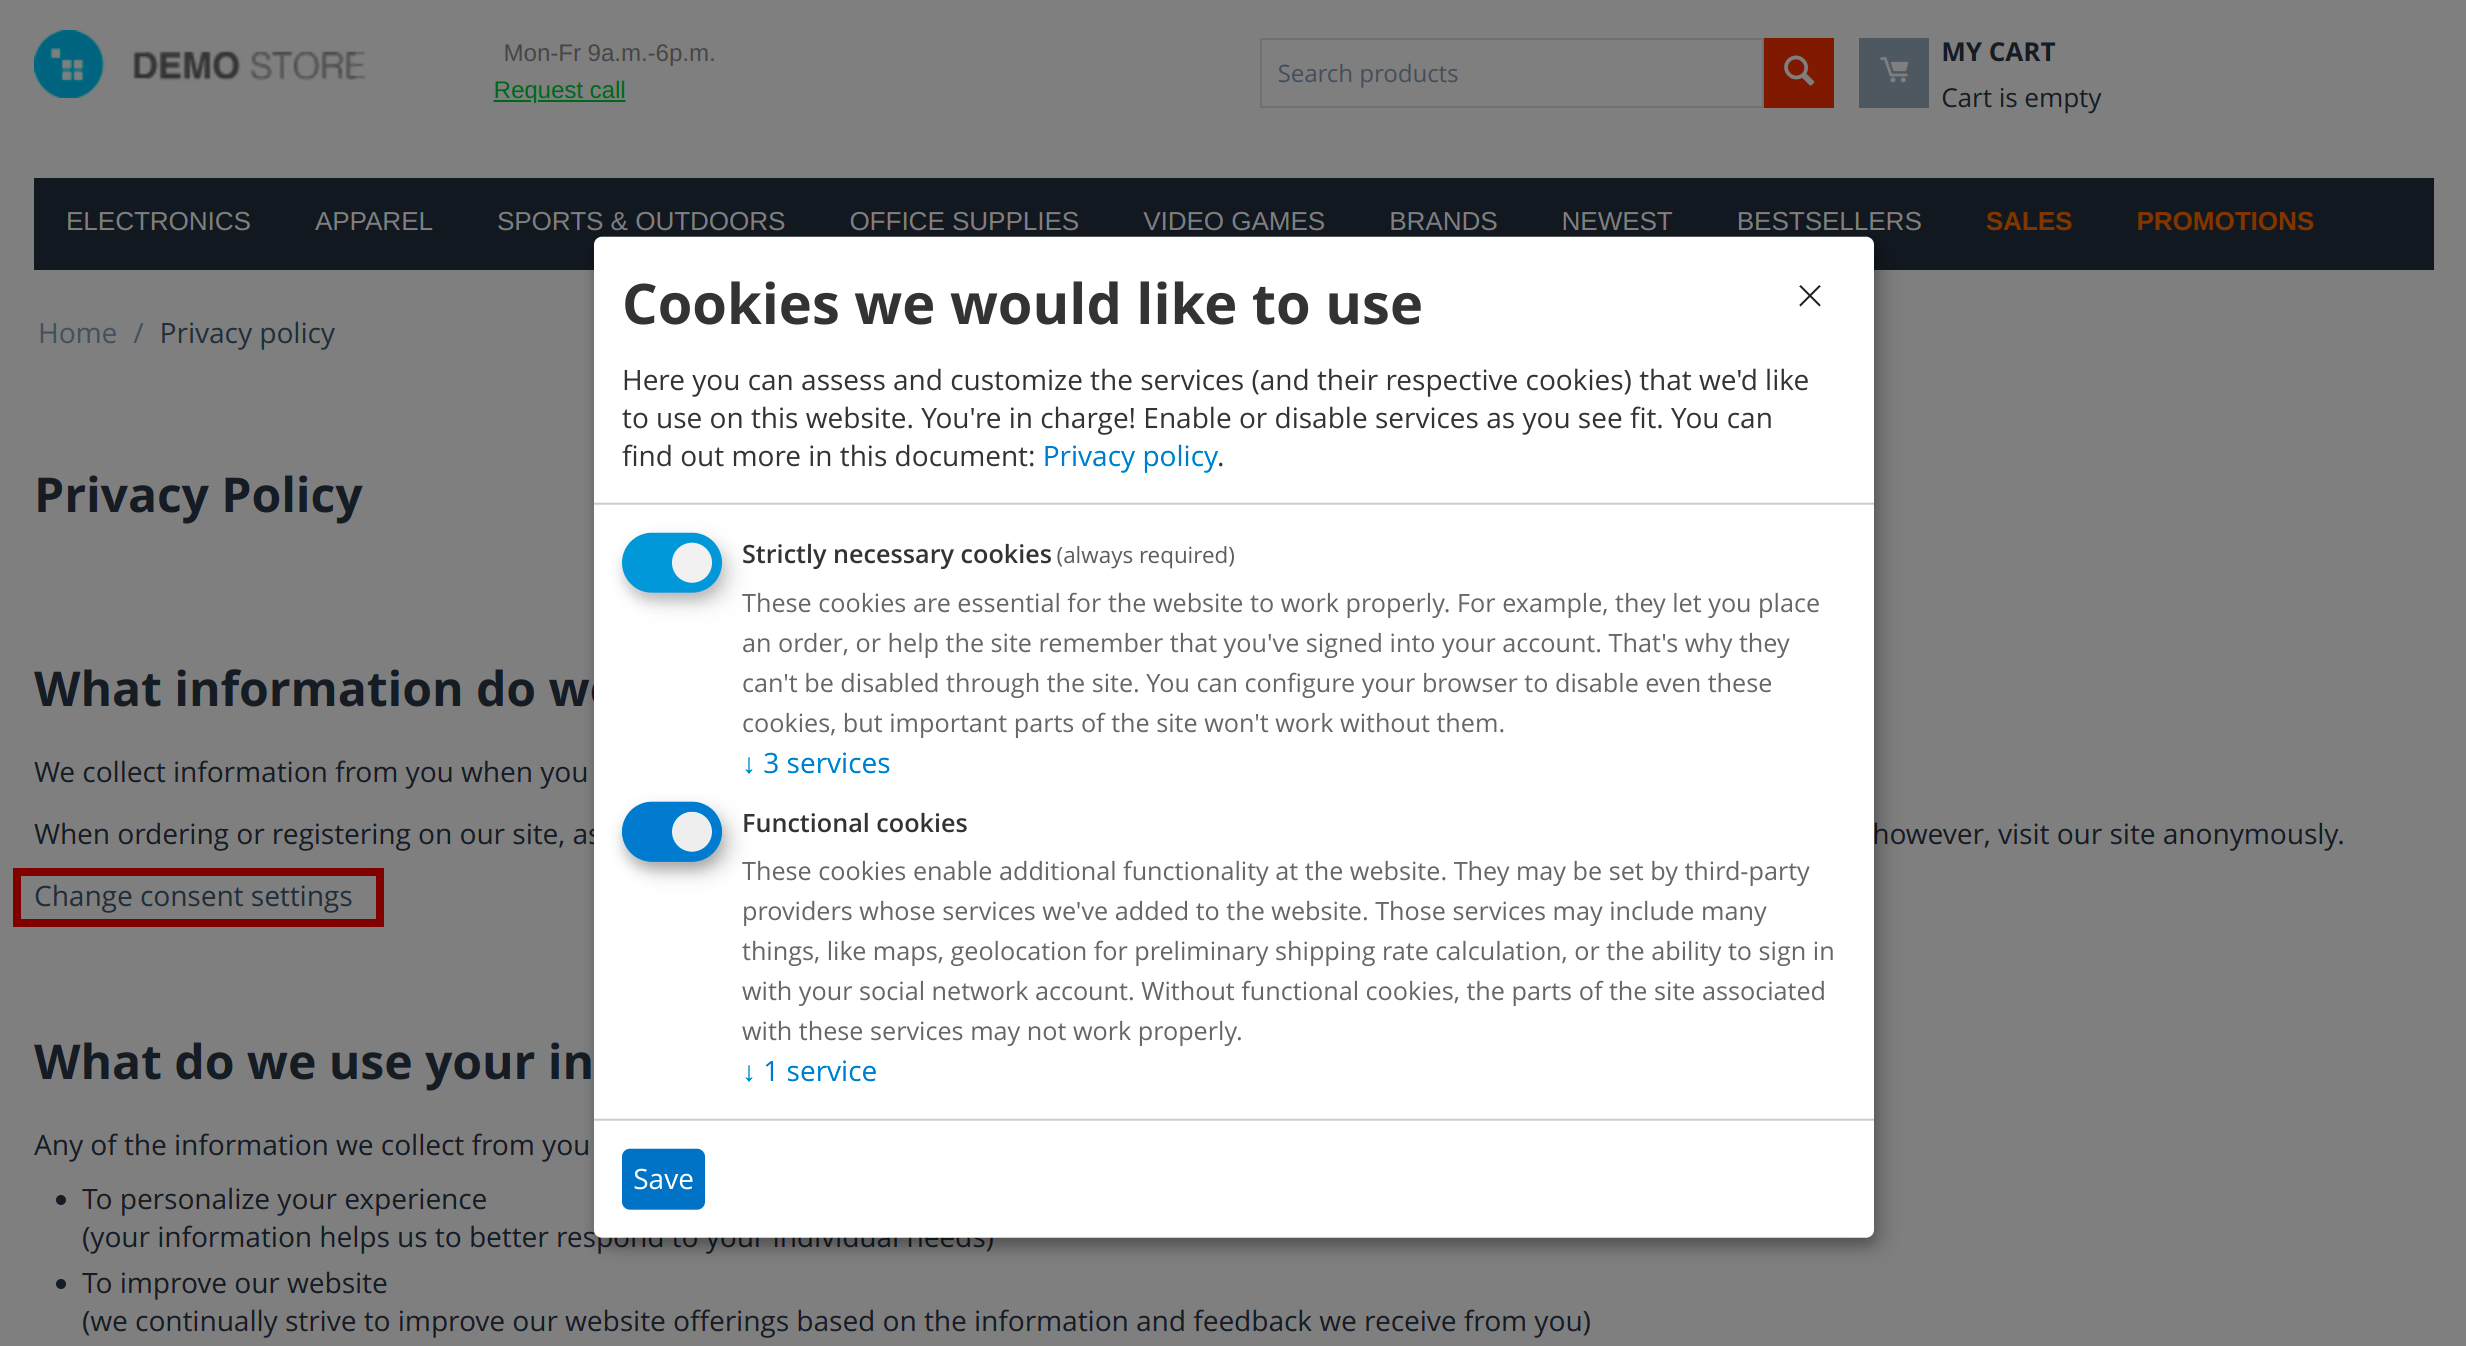 DEMO STORE
Mon-Fr 9a.m.-6p.m.
Request call
Search products
MY CART
Cart is empty
ELECTRONICS APPAREL SPORTS & OUTDOORS OFFICE SUPPLIES VIDEO GAMES BRANDS NEWEST BESTSELLERS SALES PROMOTIONS
Home / Privacy policy
Privacy Policy
What information do we
We collect information from you when you
When ordering or registering on our site, as
however, visit our site anonymously.
Change consent settings
What do we use your in
Any of the information we collect from you
• To personalize your experience
(your information helps us to better respond to your individual needs)
• To improve our website
(we continually strive to improve our website offerings based on the information and feedback we receive from you)
Cookies we would like to use
Here you can assess and customize the services (and their respective cookies) that we'd like
to use on this website. You're in charge! Enable or disable services as you see fit. You can
find out more in this document: Privacy policy.
Strictly necessary cookies (always required)
These cookies are essential for the website to work properly. For example, they let you place
an order, or help the site remember that you've signed into your account. That's why they
can't be disabled through the site. You can configure your browser to disable even these
cookies, but important parts of the site won't work without them.
↓ 3 services
Functional cookies
These cookies enable additional functionality at the website. They may be set by third-party
providers whose services we've added to the website. Those services may include many
things, like maps, geolocation for preliminary shipping rate calculation, or the ability to sign in
with your social network account. Without functional cookies, the parts of the site associated
with these services may not work properly.
↓ 1 service
Save